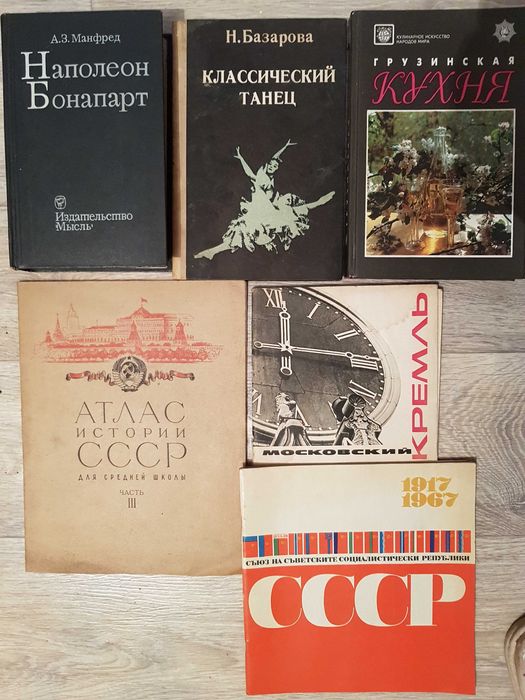 А.З. Манфред
Наполеон
Бонапарт
Издательство
„Мысль“
Н. Базарова
КЛАССИЧЕСКИЙ
ТАНЕЦ
КУЛИНАРНОЕ ИСКУССТВО
НАРОДОВ МИРА
ГРУЗИНСКАЯ
КУХНЯ
АТЛАС
ИСТОРИИ
СССР
ДЛЯ СРЕДНЕЙ ШКОЛЫ
ЧАСТЬ
III
XII
МОСКОВСКИЙ
КРЕМЛЬ
1917
1967
СЪЮЗ НА СЪВЕТСКИТЕ СОЦИАЛИСТИЧЕСКИ РЕПУБЛИКИ
СССР